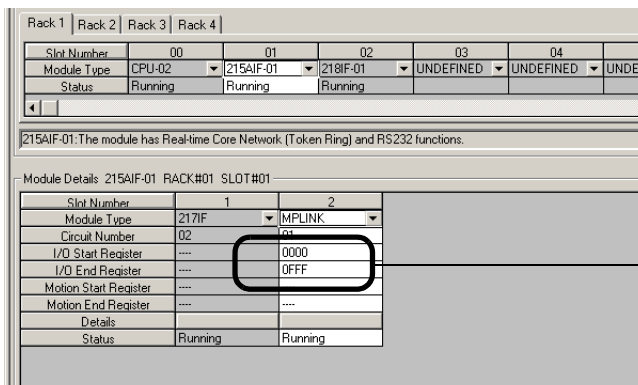 Rack 1 Rack 2 Rack 3 Rack 4
Slot Number 00 01 02 03 04
Module Type CPU-02 215AIF-01 218IF-01 UNDEFINED UNDEFINED UNDE
Status Running Running Running
215AIF-01:The module has Real-time Core Network (Token Ring) and RS232 functions.
Module Details 215AIF-01 RACK#01 SLOT#01
Slot Number 1 2
Module Type 217IF MPLINK
Circuit Number 02 01
I/O Start Register ---- 0000
I/O End Register ---- 0FFF
Motion Start Register ---- ----
Motion End Register ---- ----
Details
Status Running Running